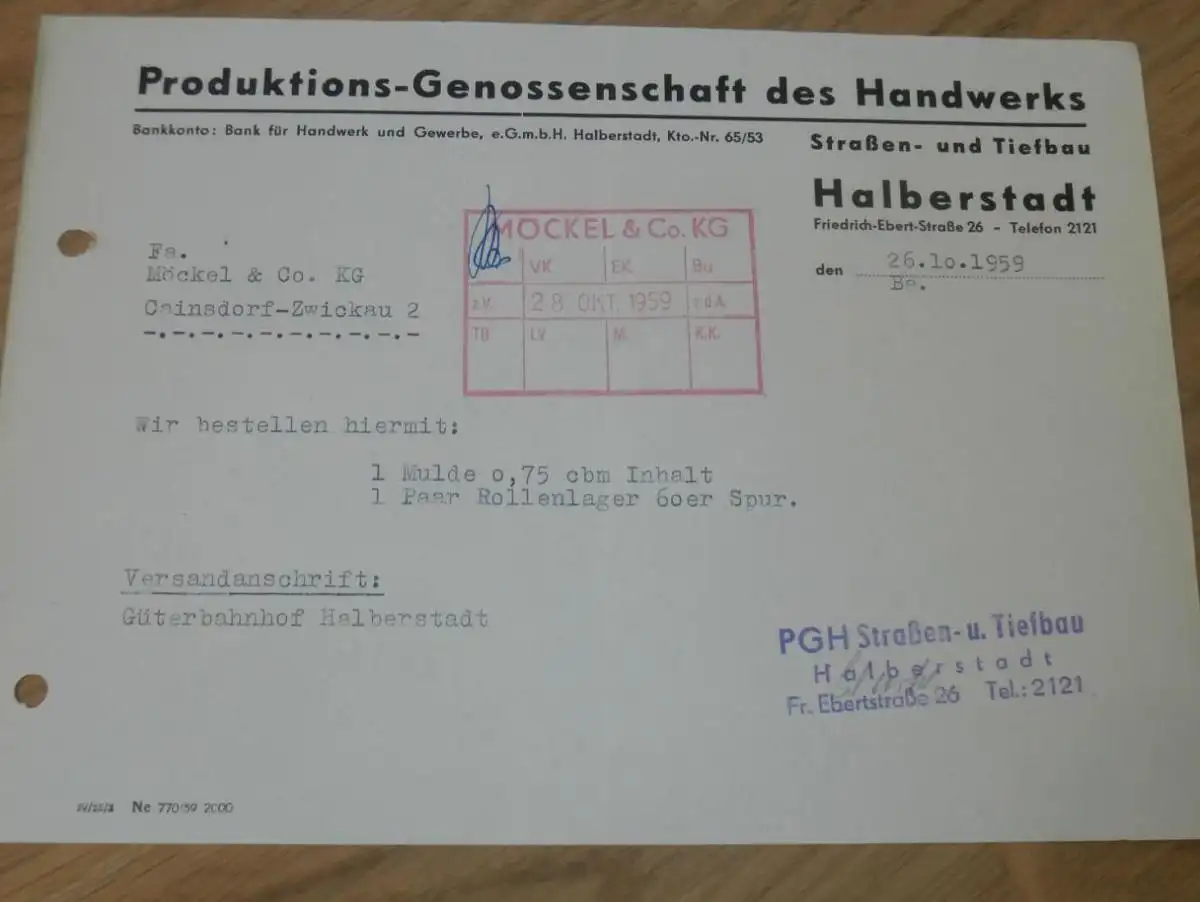 Produktions-Genossenschaft des Handwerks
Bankkonto: Bank für Handwerk und Gewerbe, e.G.m.b.H. Halberstadt, Kto.-Nr. 65/53
Straßen- und Tiefbau
Halberstadt
Friedrich-Ebert-Straße 26 - Telefon 2121
den 26.10.1959
Be.
Fa.
Möckel & Co. KG
Cainsdorf-Zwickau 2
-.-.-.-.-.-.-.-.-.-
MÖCKEL & Co. KG
VK EK Bu
z.V. 28. OKT. 1959 r.d.A.
TB LV M K.K.
Wir bestellen hiermit:
1 Mulde o,75 cbm Inhalt
1 Paar Rollenlager 6oer Spur.
Versandanschrift:
Güterbahnhof Halberstadt
PGH Straßen- u. Tiefbau
Halberstadt
Fr. Ebertstraße 26 Tel.: 2121
Nc 770/59 2000